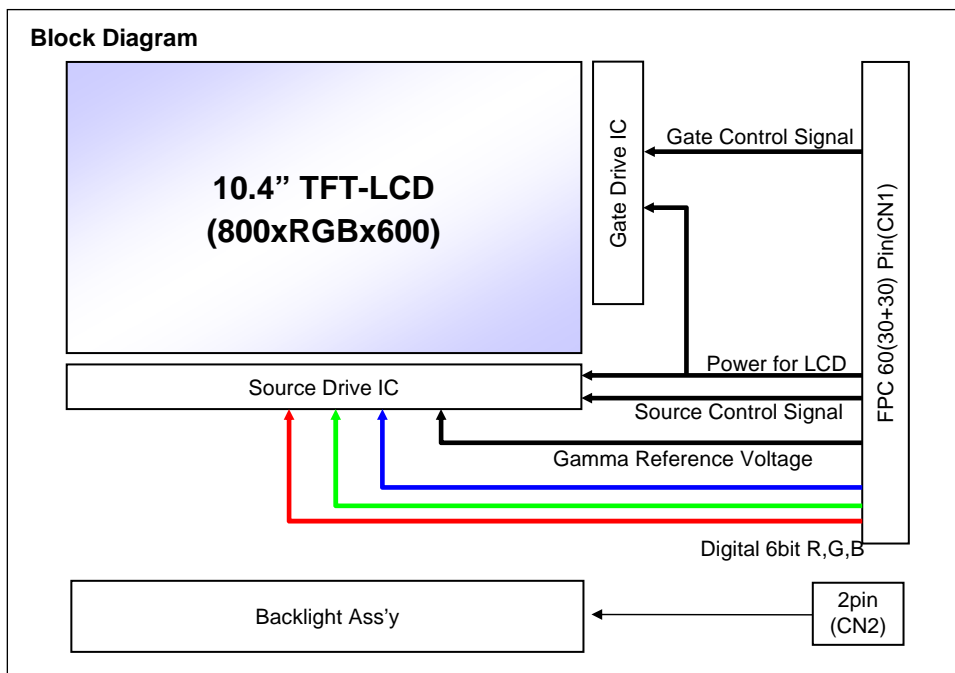 Block Diagram
10.4” TFT-LCD
(800xRGBx600)
Gate Drive IC
Gate Control Signal
FPC 60(30+30) Pin(CN1)
Power for LCD
Source Drive IC
Source Control Signal
Gamma Reference Voltage
Digital 6bit R,G,B
Backlight Ass’y
2pin
(CN2)